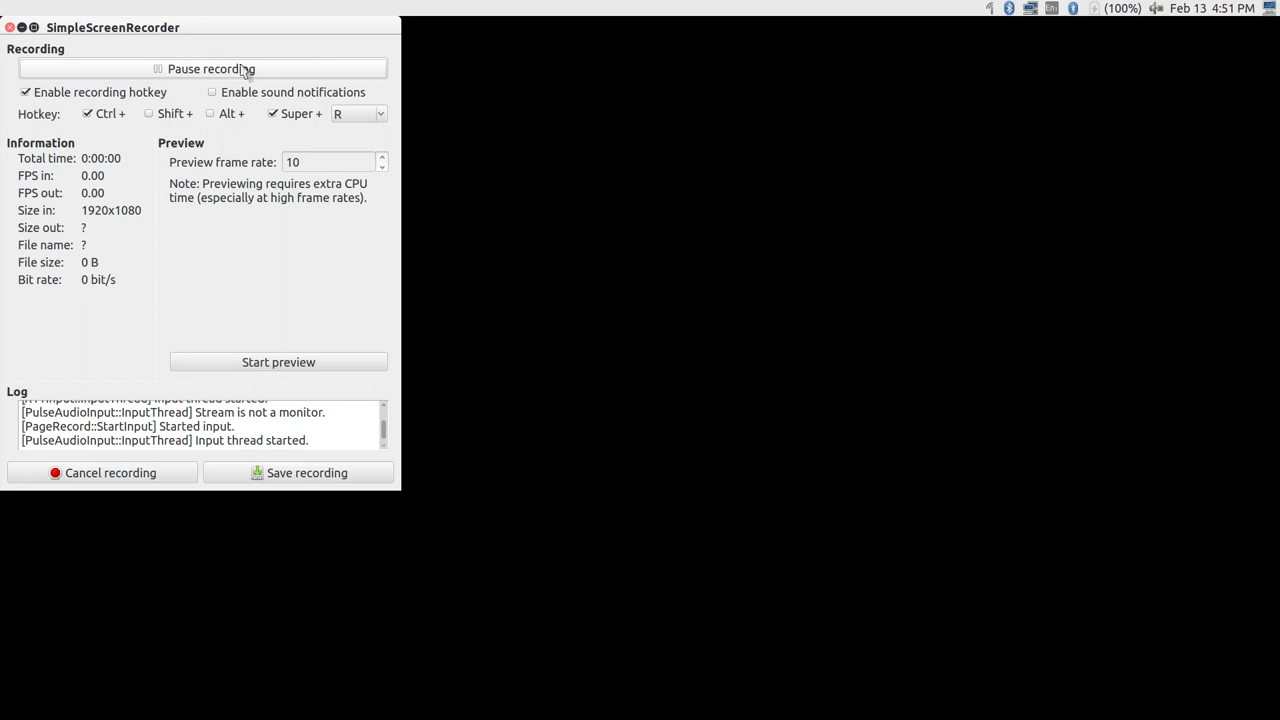 En₁ (100%) Feb 13 4:51 PM
SimpleScreenRecorder
Recording
Pause recording
Enable recording hotkey Enable sound notifications
Hotkey: Ctrl + Shift + Alt + Super + R
Information
Total time: 0:00:00
FPS in: 0.00
FPS out: 0.00
Size in: 1920x1080
Size out: ?
File name: ?
File size: 0 B
Bit rate: 0 bit/s
Preview
Preview frame rate: 10
Note: Previewing requires extra CPU
time (especially at high frame rates).
Start preview
Log
Input thread started.
[PulseAudioInput::InputThread] Stream is not a monitor.
[PageRecord::StartInput] Started input.
[PulseAudioInput::InputThread] Input thread started.
Cancel recording Save recording